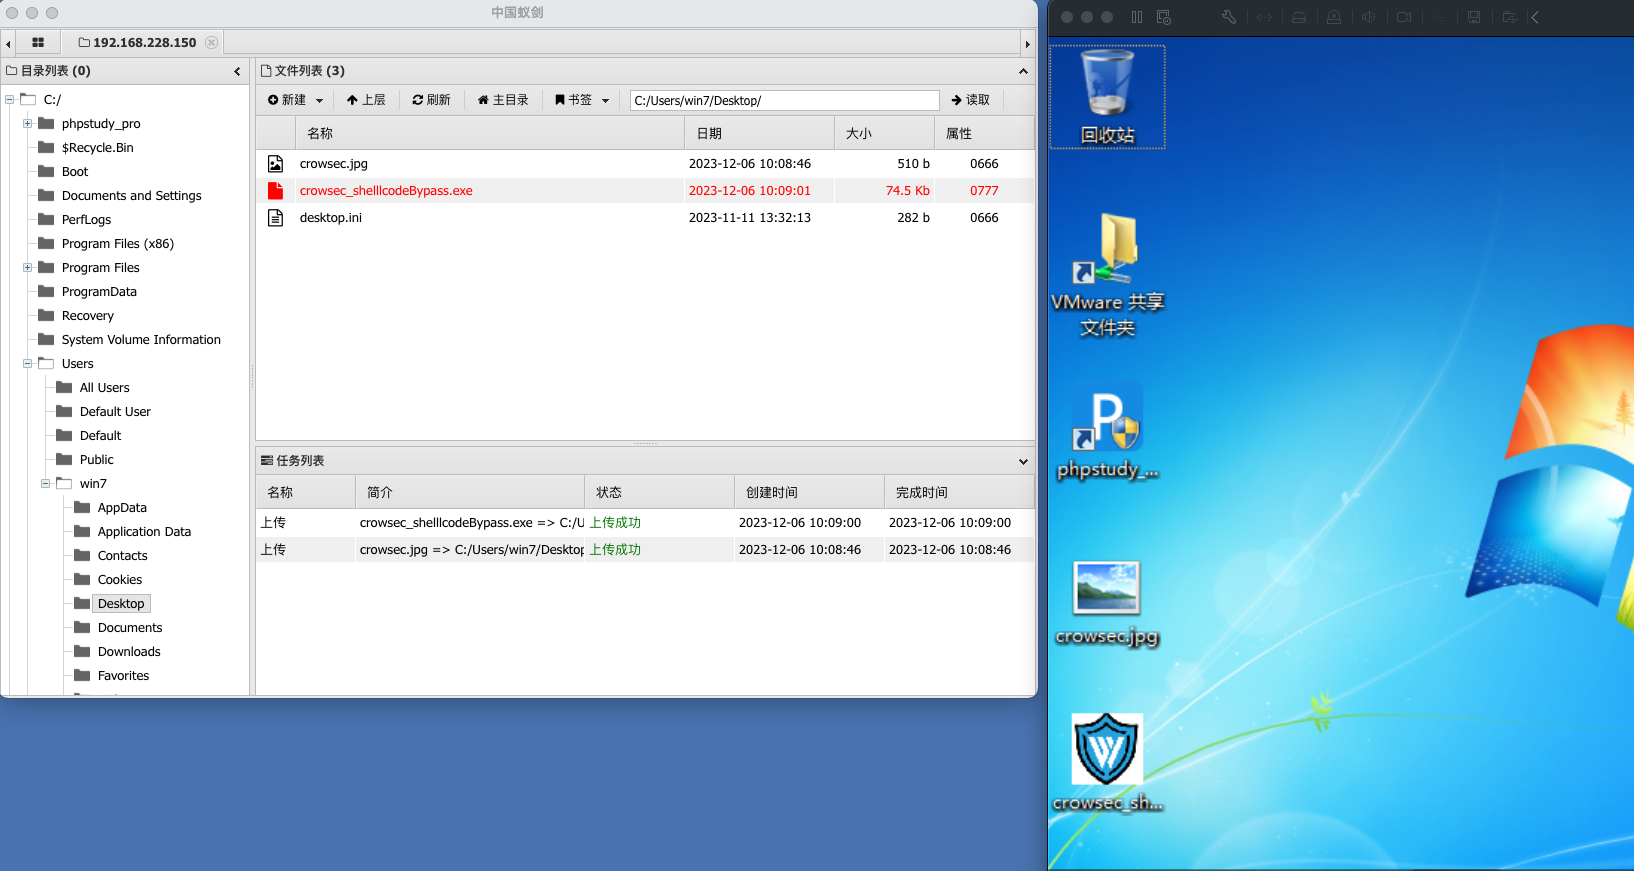 中国蚁剑
192.168.228.150
目录列表 (0)
C:/
phpstudy_pro
$Recycle.Bin
Boot
Documents and Settings
PerfLogs
Program Files (x86)
Program Files
ProgramData
Recovery
System Volume Information
Users
All Users
Default User
Default
Public
win7
AppData
Application Data
Contacts
Cookies
Desktop
Documents
Downloads
Favorites
文件列表 (3)
新建 上层 刷新 主目录 书签 C:/Users/win7/Desktop/ 读取
名称 日期 大小 属性
crowsec.jpg 2023-12-06 10:08:46 510 b 0666
crowsec_shelllcodeBypass.exe 2023-12-06 10:09:01 74.5 Kb 0777
desktop.ini 2023-11-11 13:32:13 282 b 0666
任务列表
名称 简介 状态 创建时间 完成时间
上传 crowsec_shelllcodeBypass.exe => C:/U 上传成功 2023-12-06 10:09:00 2023-12-06 10:09:00
上传 crowsec.jpg => C:/Users/win7/Desktop 上传成功 2023-12-06 10:08:46 2023-12-06 10:08:46
回收站
VMware 共享
文件夹
phpstudy_...
crowsec.jpg
crowsec_sh...